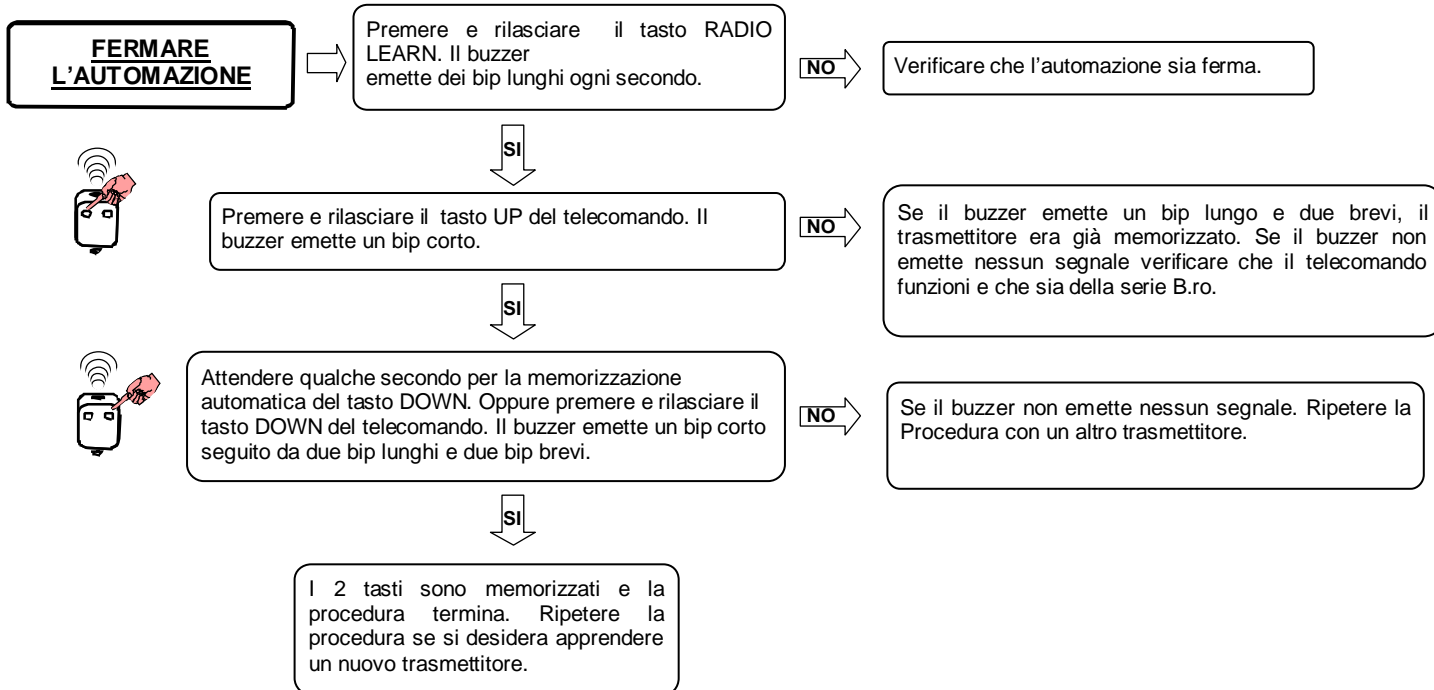 FERMARE
L'AUTOMAZIONE
Premere e rilasciare il tasto RADIO
LEARN. Il buzzer
emette dei bip lunghi ogni secondo.
NO
Verificare che l'automazione sia ferma.
SI
Premere e rilasciare il tasto UP del telecomando. Il
buzzer emette un bip corto.
NO
Se il buzzer emette un bip lungo e due brevi, il
trasmettitore era già memorizzato. Se il buzzer non
emette nessun segnale verificare che il telecomando
funzioni e che sia della serie B.ro.
SI
Attendere qualche secondo per la memorizzazione
automatica del tasto DOWN. Oppure premere e rilasciare il
tasto DOWN del telecomando. Il buzzer emette un bip corto
seguito da due bip lunghi e due bip brevi.
NO
Se il buzzer non emette nessun segnale. Ripetere la
Procedura con un altro trasmettitore.
SI
I 2 tasti sono memorizzati e la
procedura termina. Ripetere la
procedura se si desidera apprendere
un nuovo trasmettitore.